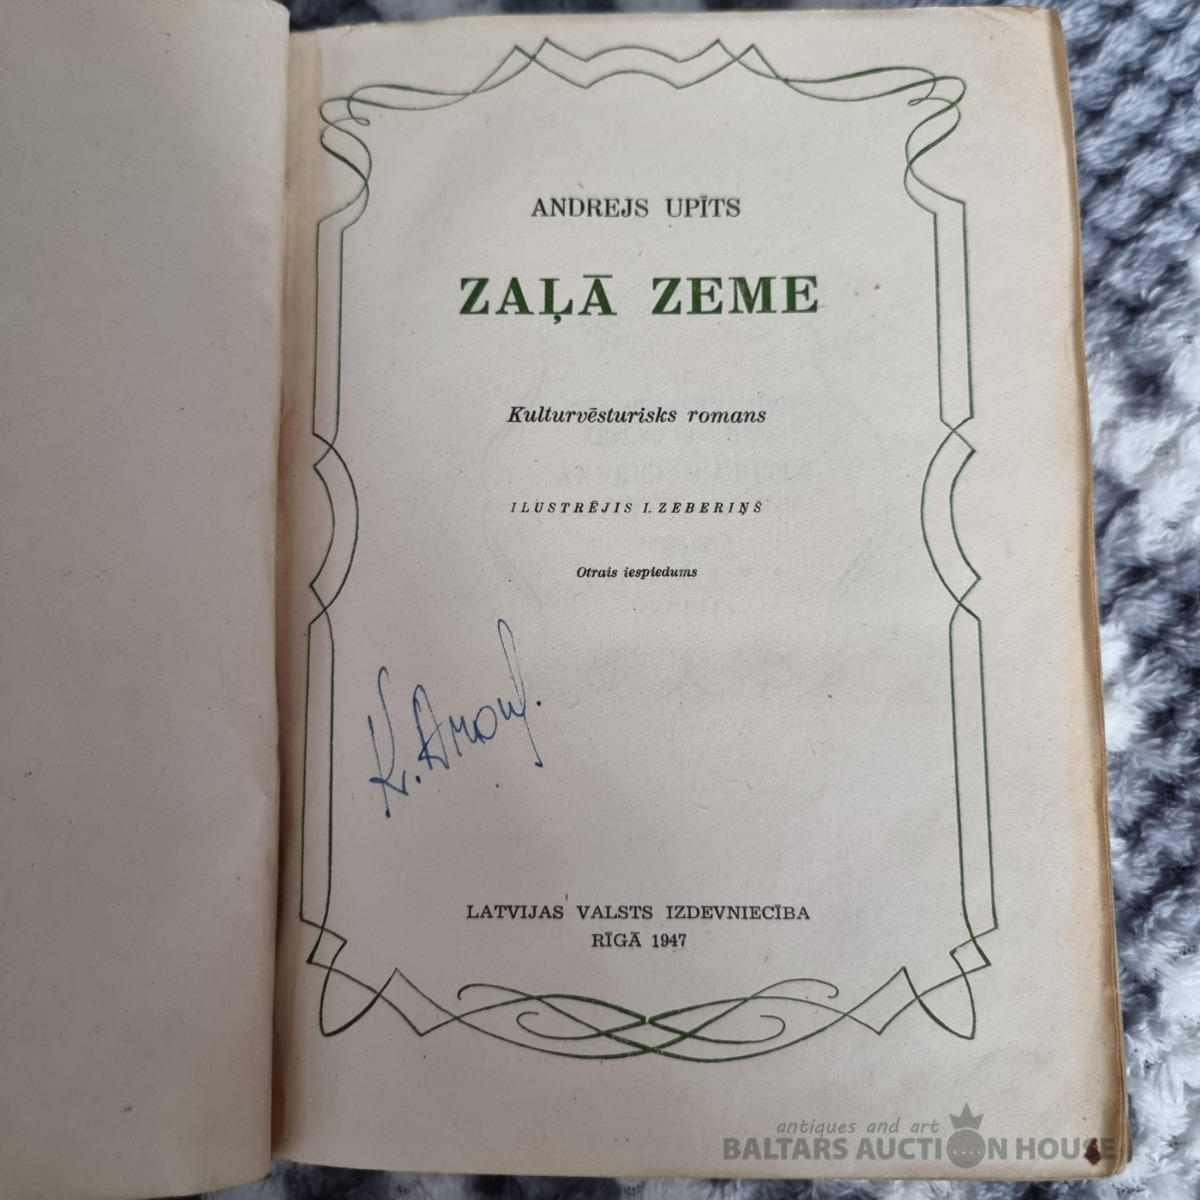 ANDREJS UPĪTS
ZAĻĀ ZEME
Kulturvēsturisks romans
ILUSTRĒJIS I. ZEBERIŅŠ
Otrais iespiedums
LATVIJAS VALSTS IZDEVNIECĪBA
RĪGĀ 1947
antiques and art
BALTARS AUCTION HOUSE